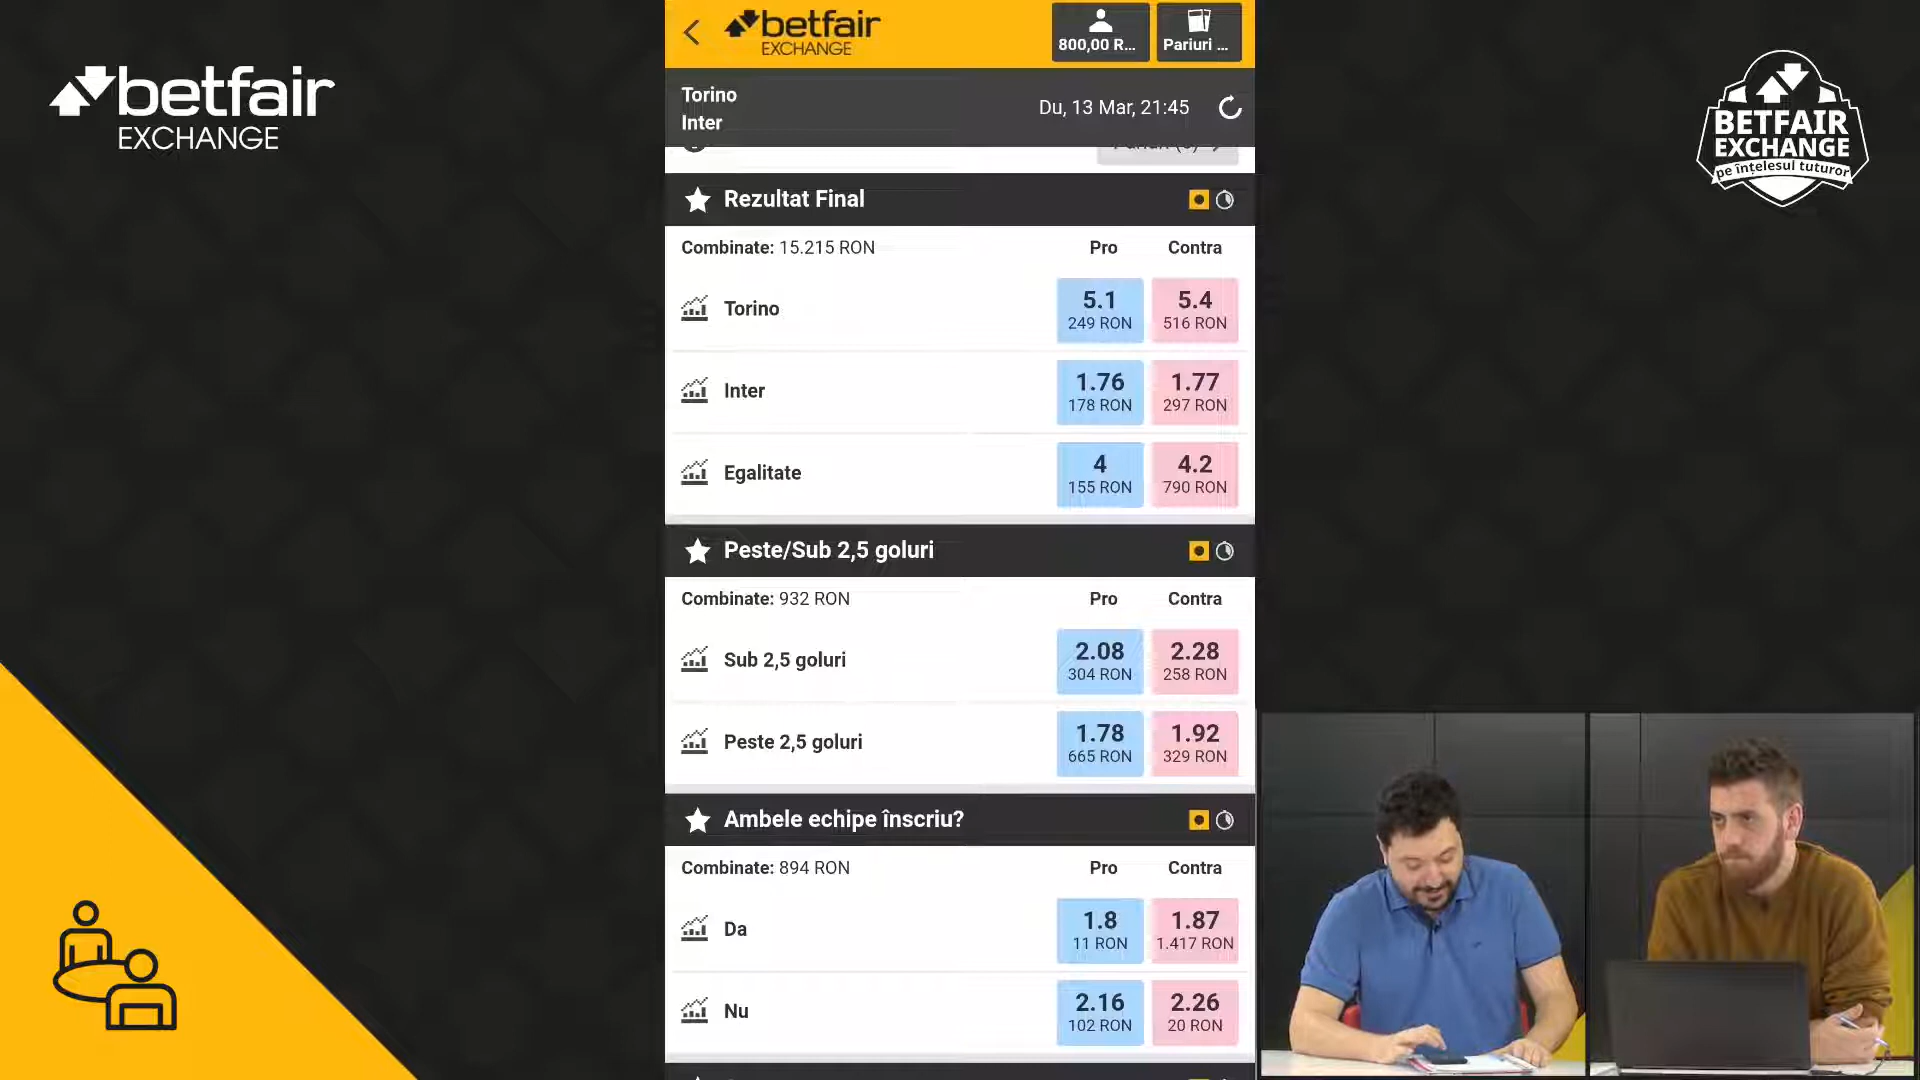 betfair
EXCHANGE
betfair
EXCHANGE
800,00 R...
Pariuri ...
BETFAIR
EXCHANGE
pe înțelesul tuturor
Torino
Inter
Du, 13 Mar, 21:45
Rezultat Final
Combinate: 15.215 RON
Pro
Contra
Torino
5.1
249 RON
5.4
516 RON
Inter
1.76
178 RON
1.77
297 RON
Egalitate
4
155 RON
4.2
790 RON
Peste/Sub 2,5 goluri
Combinate: 932 RON
Pro
Contra
Sub 2,5 goluri
2.08
304 RON
2.28
258 RON
Peste 2,5 goluri
1.78
665 RON
1.92
329 RON
Ambele echipe înscriu?
Combinate: 894 RON
Pro
Contra
Da
1.8
11 RON
1.87
1.417 RON
Nu
2.16
102 RON
2.26
20 RON